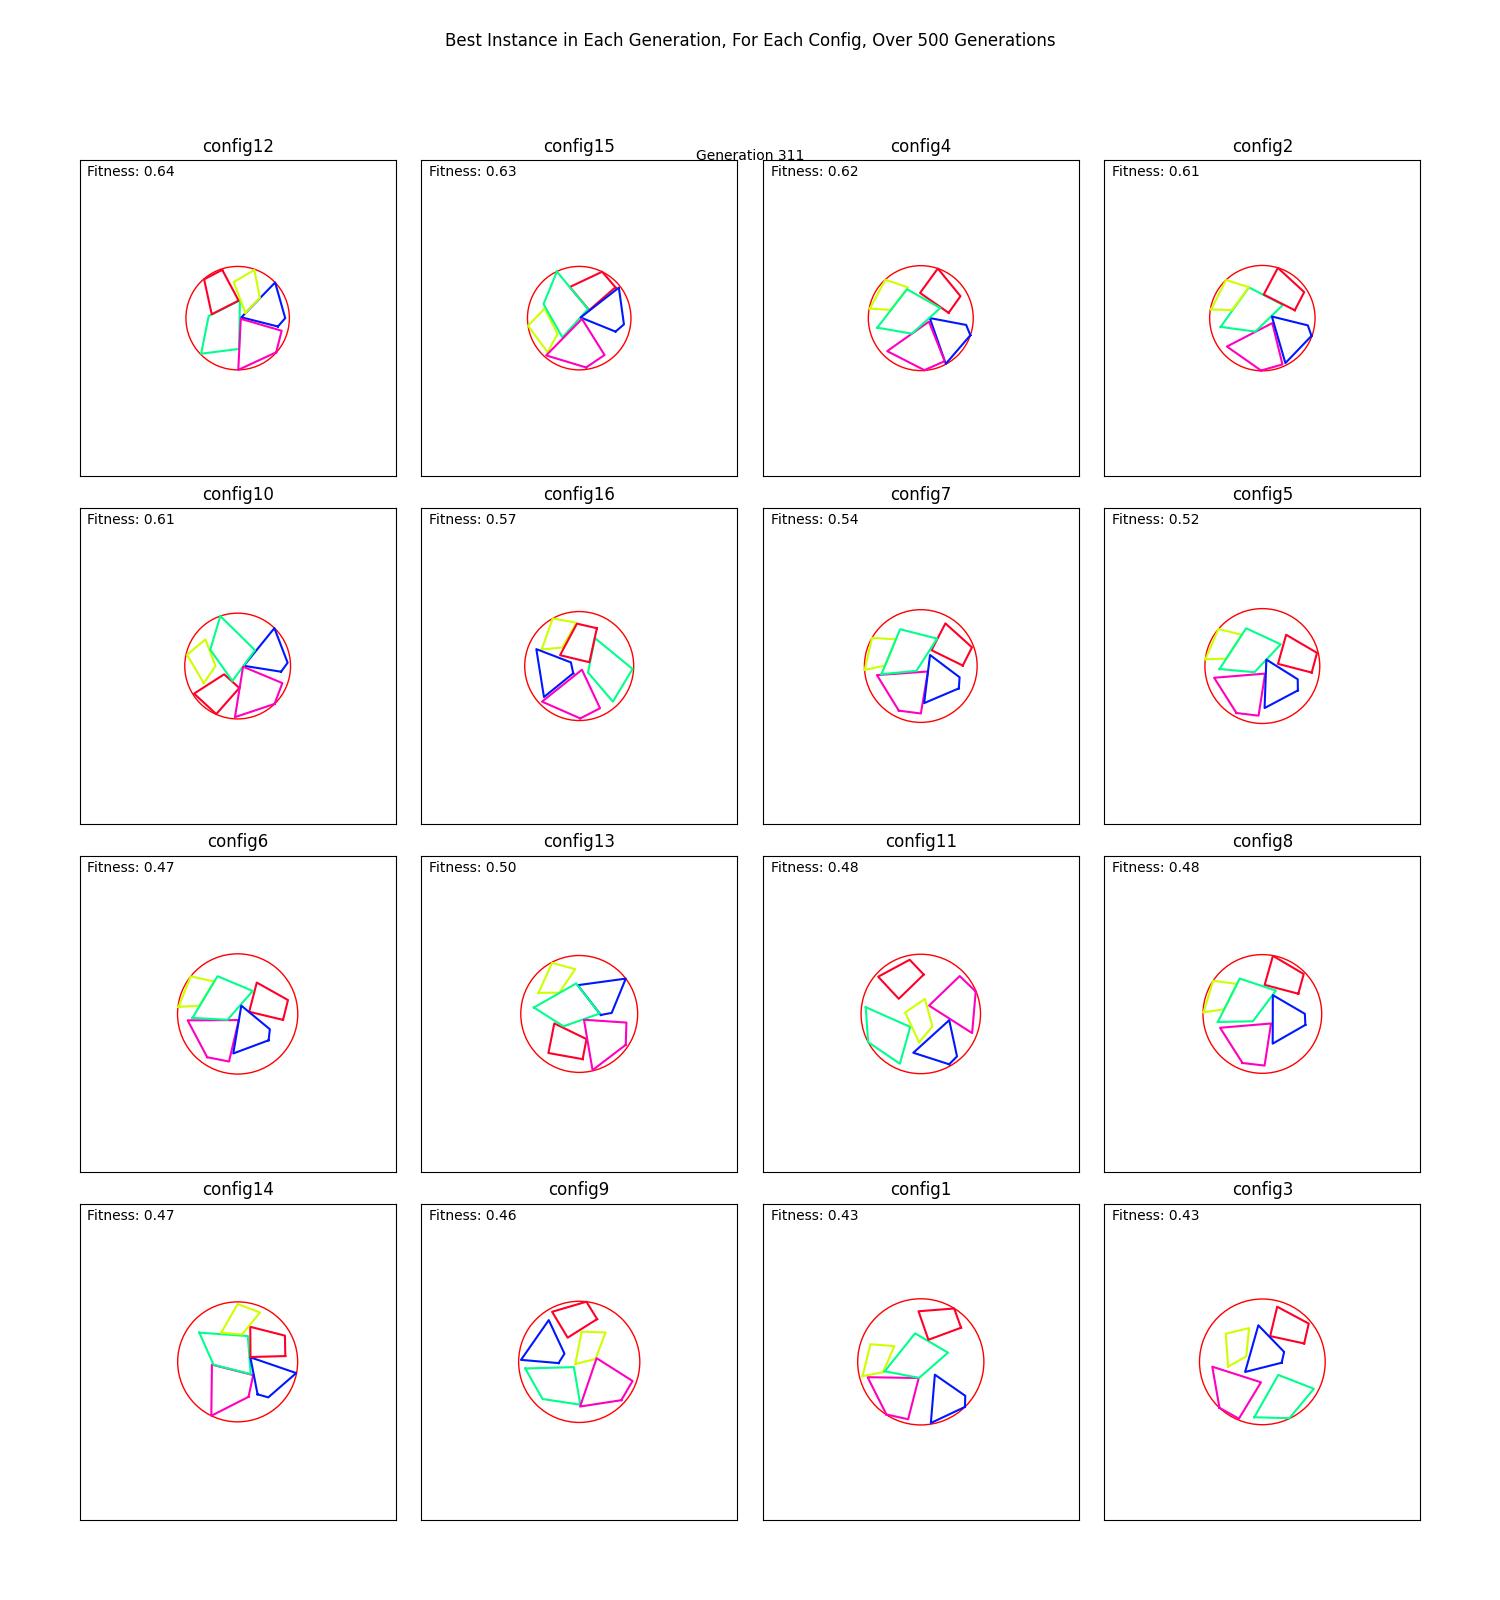 Best Instance in Each Generation, For Each Config, Over 500 Generations
Generation 311
config12
Fitness: 0.64
config15
Fitness: 0.63
config4
Fitness: 0.62
config2
Fitness: 0.61
config10
Fitness: 0.61
config16
Fitness: 0.57
config7
Fitness: 0.54
config5
Fitness: 0.52
config6
Fitness: 0.47
config13
Fitness: 0.50
config11
Fitness: 0.48
config8
Fitness: 0.48
config14
Fitness: 0.47
config9
Fitness: 0.46
config1
Fitness: 0.43
config3
Fitness: 0.43